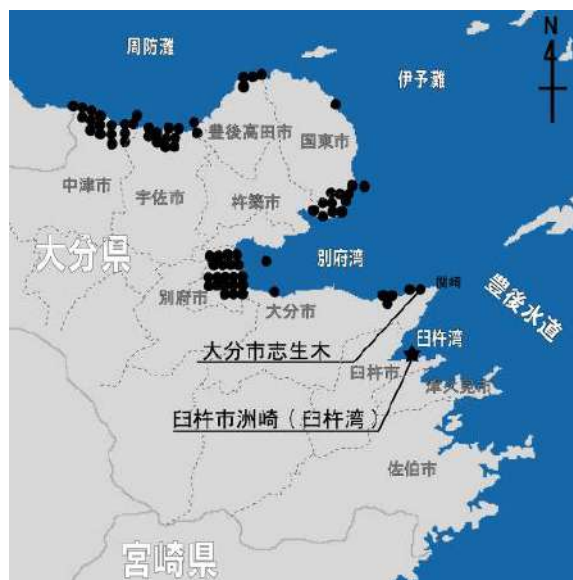 周防灘
N
伊予灘
豊後高田市
国東市
中津市
宇佐市
杵築市
大分県
別府湾
別府市
大分市
関崎
豊後水道
大分市志生木
臼杵湾
臼杵市
津久見市
臼杵市洲崎(臼杵湾)
佐伯市
宮崎県